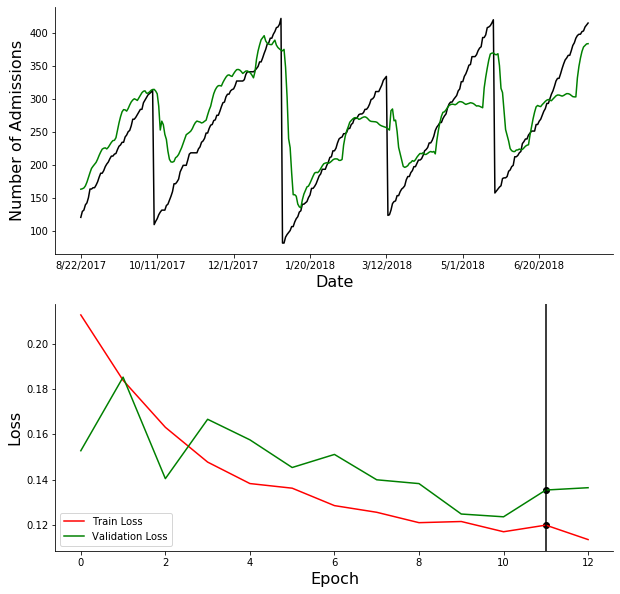 Number of Admissions
400
350
300
250
200
150
100
8/22/2017 10/11/2017 12/1/2017 1/20/2018 3/12/2018 5/1/2018 6/20/2018
Date
Loss
0.20
0.18
0.16
0.14
0.12
Train Loss
Validation Loss
0 2 4 6 8 10 12
Epoch